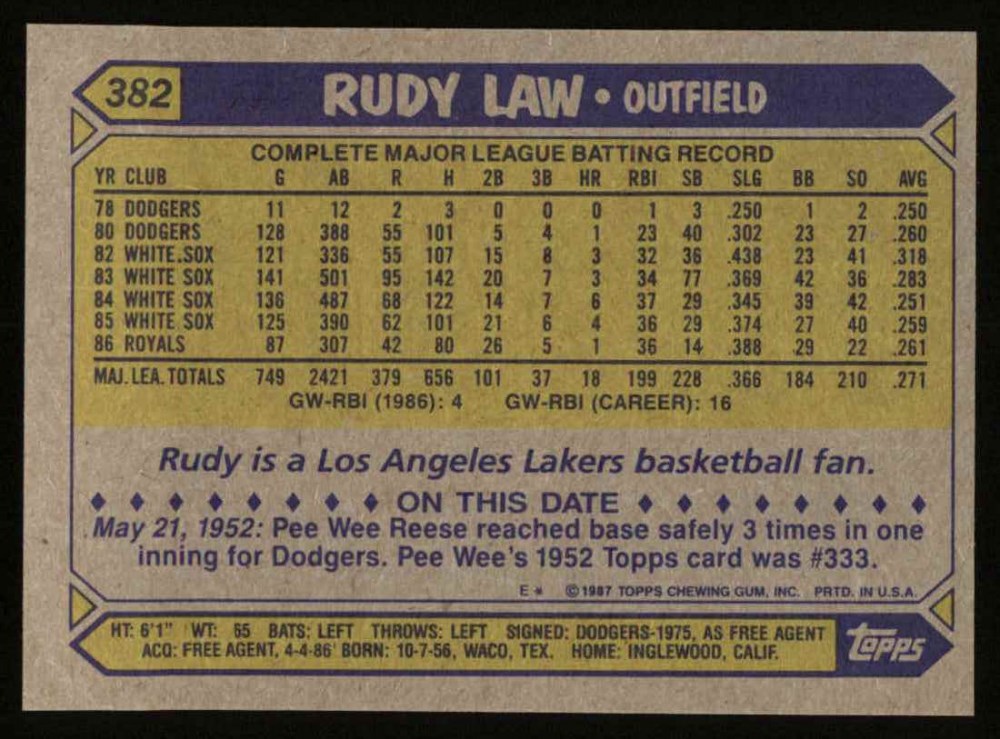 382 RUDY LAW • OUTFIELD
COMPLETE MAJOR LEAGUE BATTING RECORD
YR CLUB G AB R H 2B 3B HR RBI SB SLG BB SO AVG
78 DODGERS 11 12 2 3 0 0 0 1 3 .250 1 2 .250
80 DODGERS 128 388 55 101 5 4 1 23 40 .302 23 27 .260
82 WHITE.SOX 121 336 55 107 15 8 3 32 36 .438 23 41 .318
83 WHITE SOX 141 501 95 142 20 7 3 34 77 .369 42 36 .283
84 WHITE SOX 136 487 68 122 14 7 6 37 29 .345 39 42 .251
85 WHITE SOX 125 390 62 101 21 6 4 36 29 .374 27 40 .259
86 ROYALS 87 307 42 80 26 5 1 36 14 .388 29 22 .261
MAJ. LEA. TOTALS 749 2421 379 656 101 37 18 199 228 .366 184 210 .271
GW-RBI (1986): 4 GW-RBI (CAREER): 16
Rudy is a Los Angeles Lakers basketball fan.
♦ ♦ ♦ ♦ ♦ ♦ ♦ ♦ ON THIS DATE ♦ ♦ ♦ ♦ ♦ ♦ ♦ ♦
May 21, 1952: Pee Wee Reese reached base safely 3 times in one
inning for Dodgers. Pee Wee's 1952 Topps card was #333.
E * ©1987 TOPPS CHEWING GUM, INC. PRTD. IN U.S.A.
HT: 6'1" WT: 65 BATS: LEFT THROWS: LEFT SIGNED: DODGERS-1975, AS FREE AGENT
ACQ: FREE AGENT, 4-4-86 BORN: 10-7-56, WACO, TEX. HOME: INGLEWOOD, CALIF.
topps